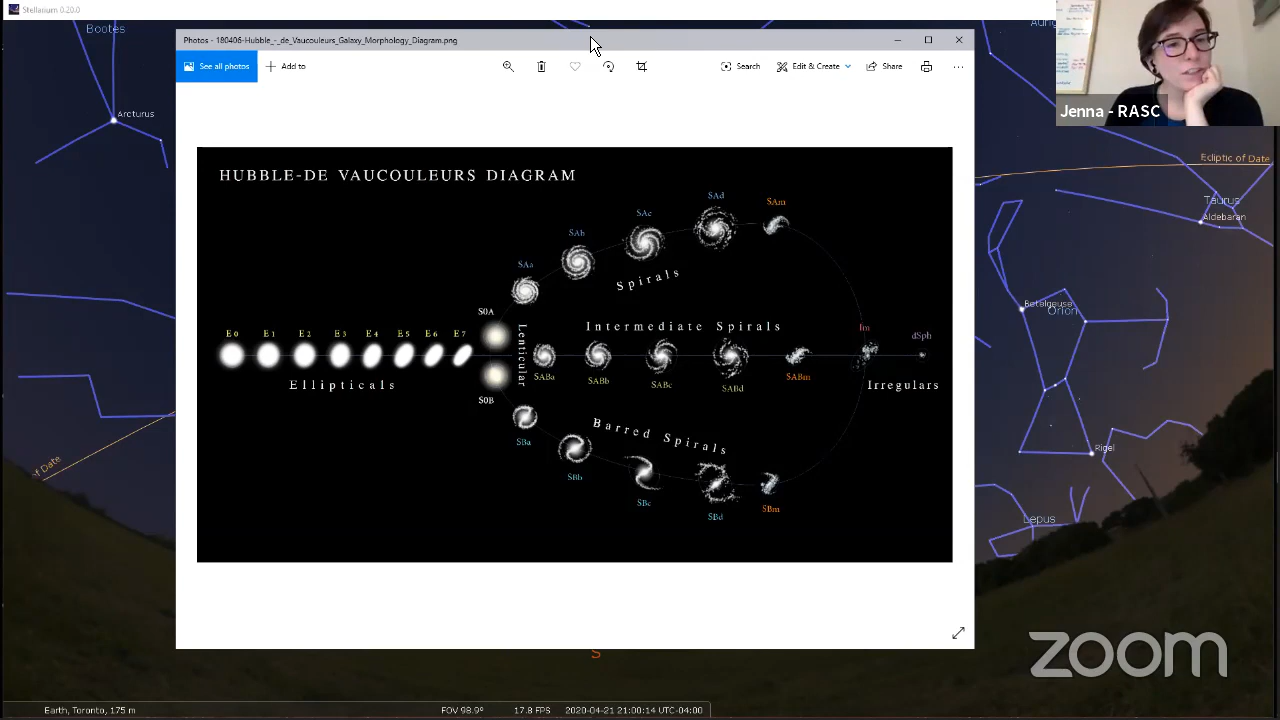 Stellarium 0.20.0
Bootes
Photos - 180406-Hubble_-_de_Vaucouleurs_Galaxy_Morphology_Diagram.png
See all photos
Add to
Search
Edit & Create
Share
Jenna - RASC
Arcturus
Ecliptic of Date
HUBBLE-DE VAUCOULEURS DIAGRAM
SAa
SAb
SAc
SAd
SAm
Spirals
Taurus
Aldebaran
E0 E1 E2 E3 E4 E5 E6 E7
Ellipticals
S0A
S0B
Lenticular
Intermediate Spirals
SABa
SABb
SABc
SABd
SABm
Im
dSph
Irregulars
Betelgeuse
Orion
Barred Spirals
SBa
SBb
SBc
SBd
SBm
of Date
Rigel
Lepus
S
zoom
Earth, Toronto, 175 m
FOV 98.9°
17.8 FPS
2020-04-21 21:00:14 UTC-04:00